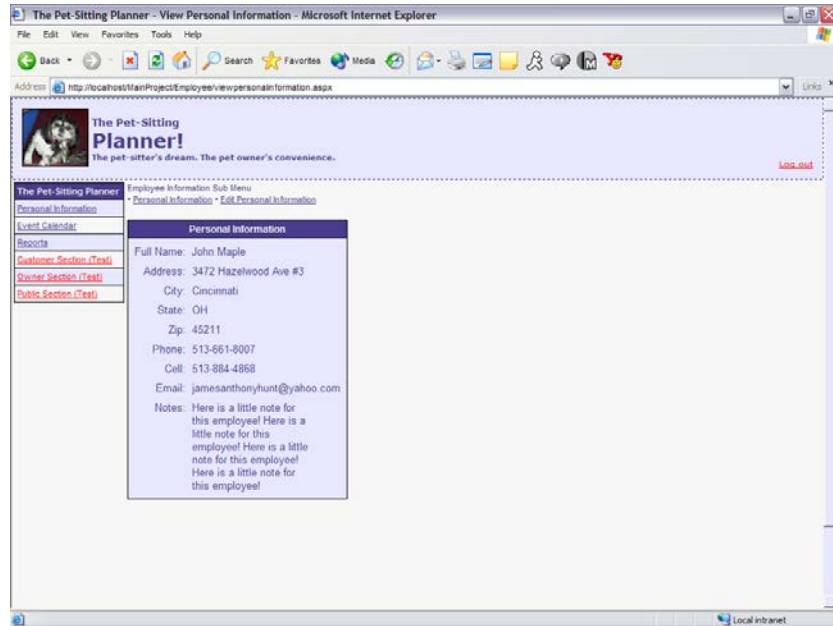 The Pet-Sitting Planner - View Personal Information - Microsoft Internet Explorer
File Edit View Favorites Tools Help
Back Search Favorites Media
Address http://localhost/MainProject/Employee/viewpersonalinformation.aspx Links
The Pet-Sitting
Planner!
The pet-sitter's dream. The pet owner's convenience.
Log out
The Pet-Sitting Planner
Personal Information
Event Calendar
Reports
Customer Section (Test)
Owner Section (Test)
Public Section (Test)
Employee Information Sub Menu
• Personal Information • Edit Personal Information
Personal Information
Full Name: John Maple
Address: 3472 Hazelwood Ave #3
City: Cincinnati
State: OH
Zip: 45211
Phone: 513-661-8007
Cell: 513-884-4868
Email: jamesanthonyhunt@yahoo.com
Notes: Here is a little note for
this employee! Here is a
little note for this
employee! Here is a little
note for this employee!
Here is a little note for
this employee!
Local intranet